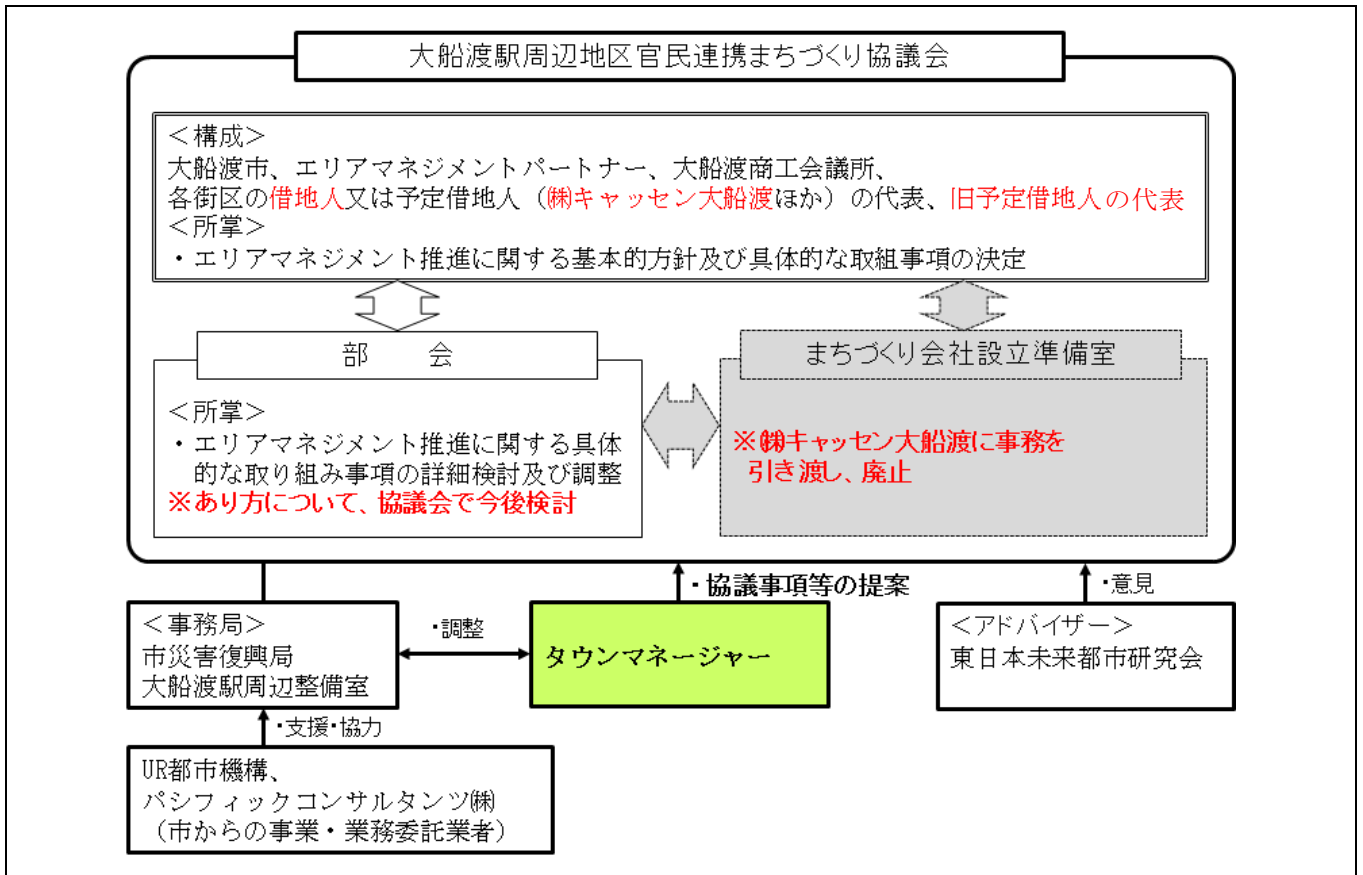 大船渡駅周辺地区官民連携まちづくり協議会
＜構成＞
大船渡市、エリアマネジメントパートナー、大船渡商工会議所、
各街区の借地人又は予定借地人（㈱キャッセン大船渡ほか）の代表、旧予定借地人の代表
＜所掌＞
・エリアマネジメント推進に関する基本的方針及び具体的な取組事項の決定
部　　会
＜所掌＞
・エリアマネジメント推進に関する具体
的な取り組み事項の詳細検討及び調整
※あり方について、協議会で今後検討
まちづくり会社設立準備室
※㈱キャッセン大船渡に事務を
引き渡し、廃止
・協議事項等の提案
・意見
＜事務局＞
市災害復興局
大船渡駅周辺整備室
・調整
タウンマネージャー
＜アドバイザー＞
東日本未来都市研究会
・支援・協力
UR都市機構、
パシフィックコンサルタンツ㈱
（市からの事業・業務委託業者）